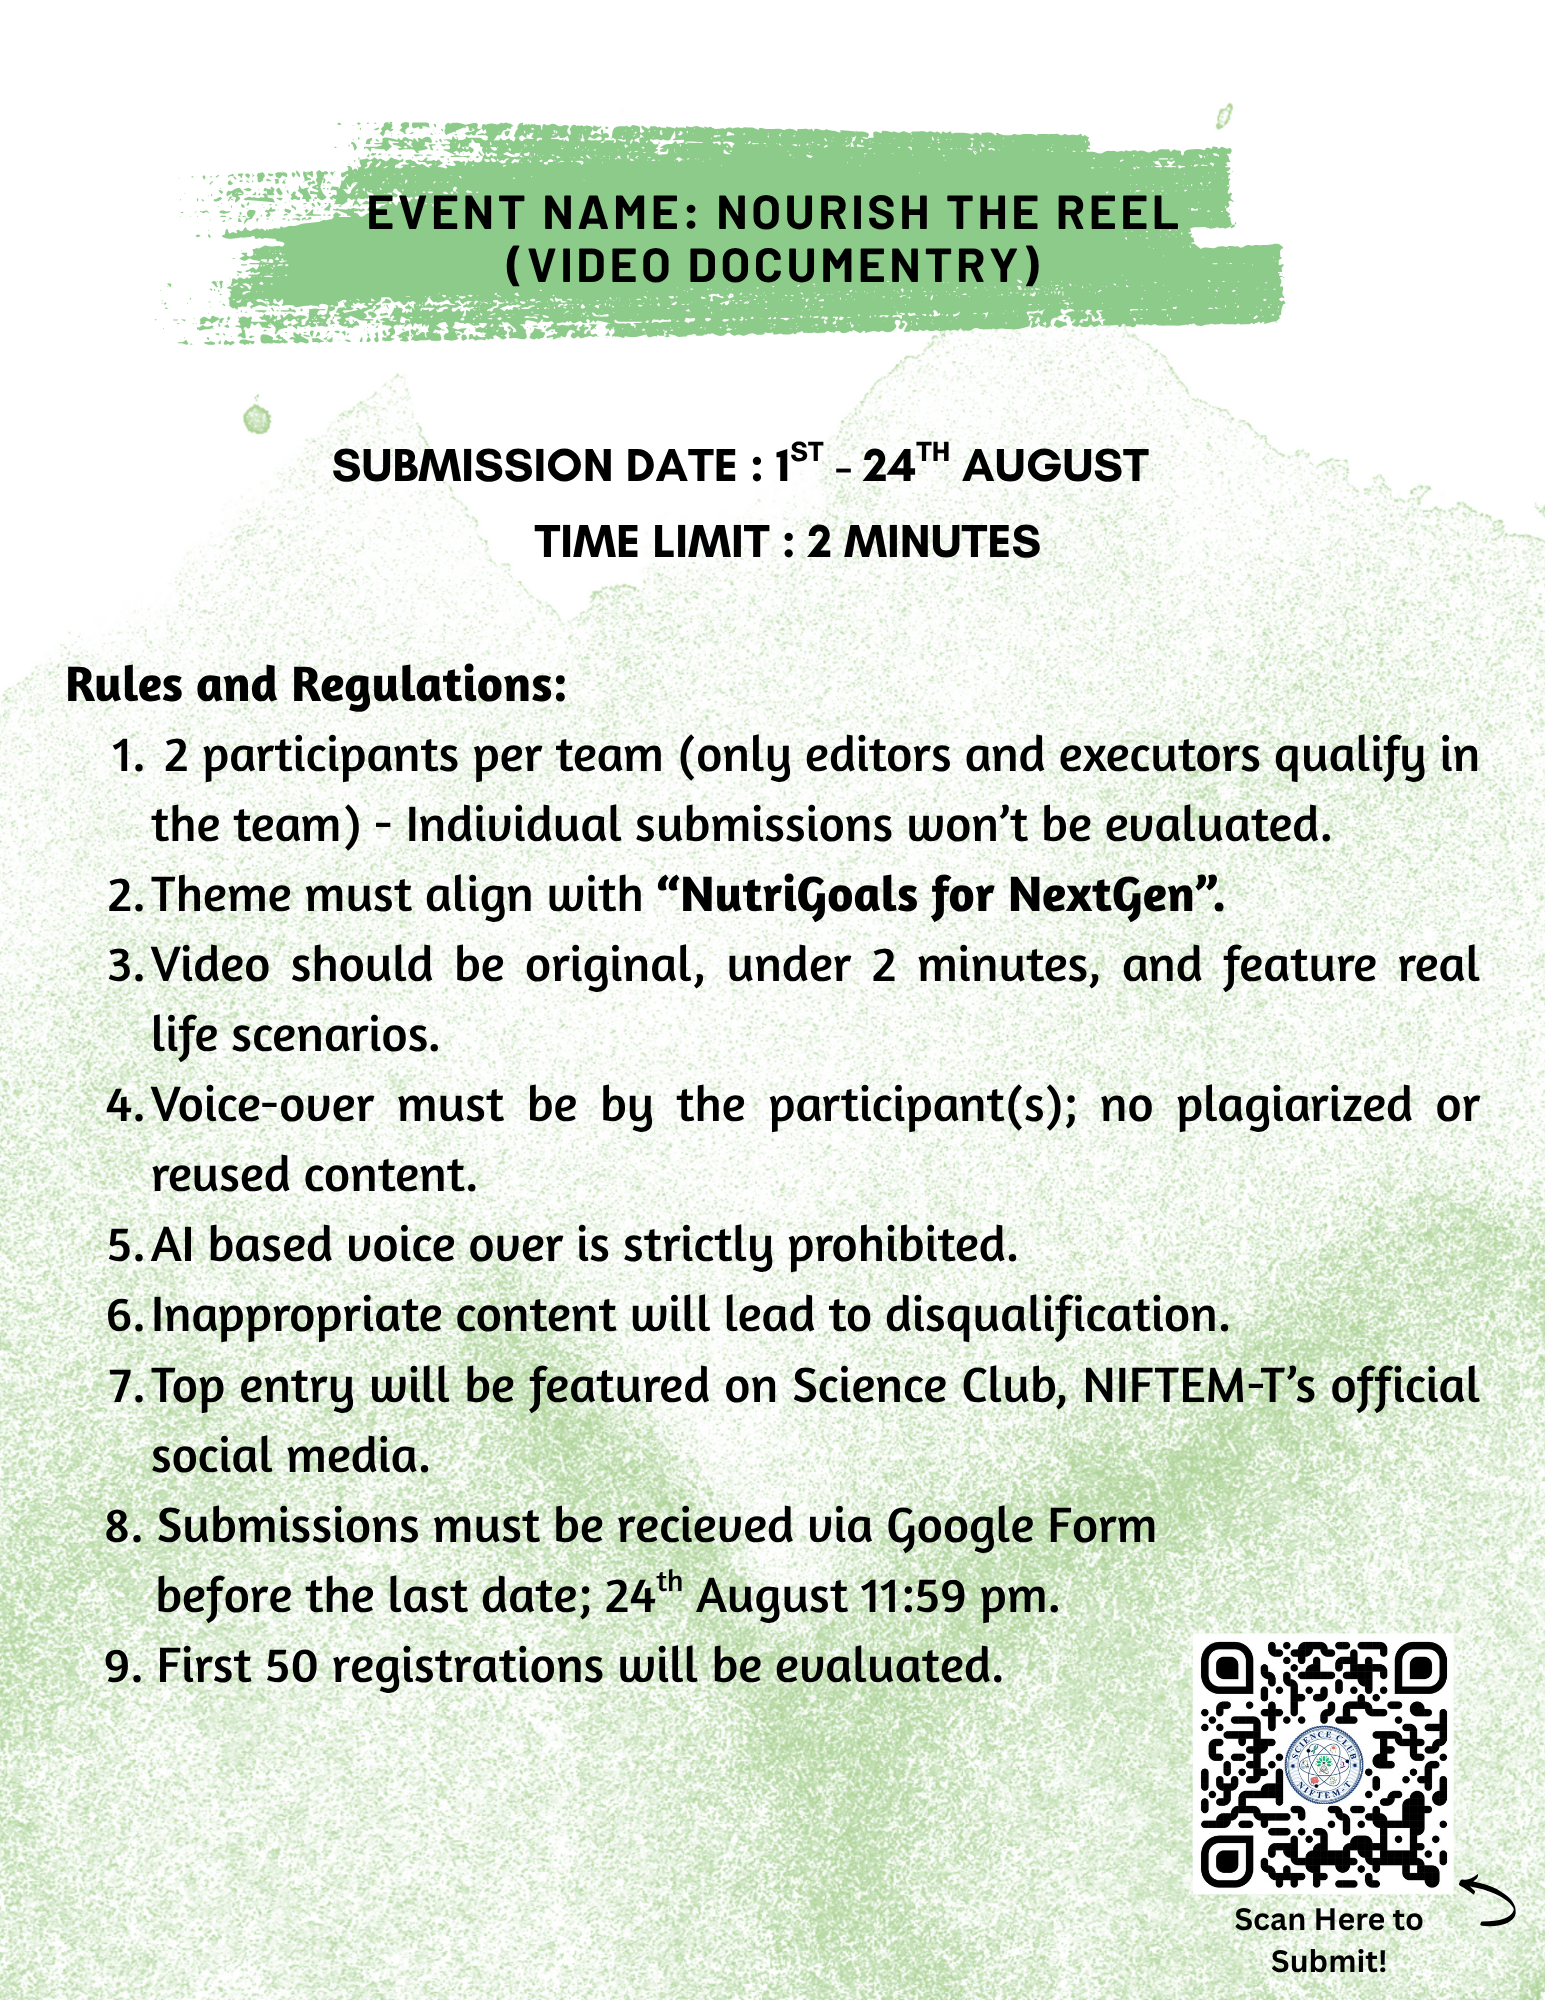 EVENT NAME: NOURISH THE REEL
(VIDEO DOCUMENTRY)
SUBMISSION DATE : 1ST - 24TH AUGUST
TIME LIMIT : 2 MINUTES
Rules and Regulations:
1. 2 participants per team (only editors and executors qualify in
the team) - Individual submissions won’t be evaluated.
2. Theme must align with “NutriGoals for NextGen”.
3. Video should be original, under 2 minutes, and feature real
life scenarios.
4. Voice-over must be by the participant(s); no plagiarized or
reused content.
5. AI based voice over is strictly prohibited.
6. Inappropriate content will lead to disqualification.
7. Top entry will be featured on Science Club, NIFTEM-T’s official
social media.
8. Submissions must be recieved via Google Form
before the last date; 24th August 11:59 pm.
9. First 50 registrations will be evaluated.
SCIENCE CLUB
NIFTEM-T
Scan Here to
Submit!